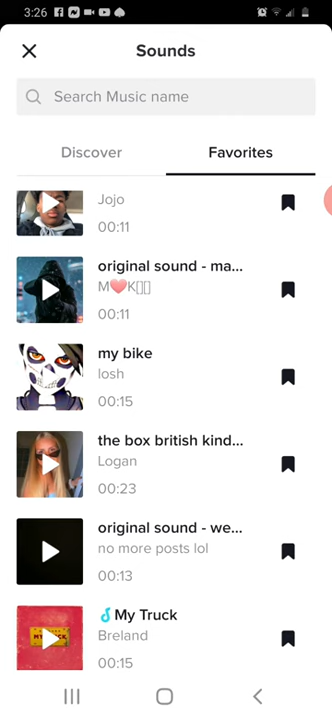 3:26
Sounds
Search Music name
Discover
Favorites
Jojo
00:11
original sound - ma...
M❤️K[][]
00:11
my bike
losh
00:15
the box british kind...
Logan
00:23
original sound - we...
no more posts lol
00:13
My Truck
Breland
00:15